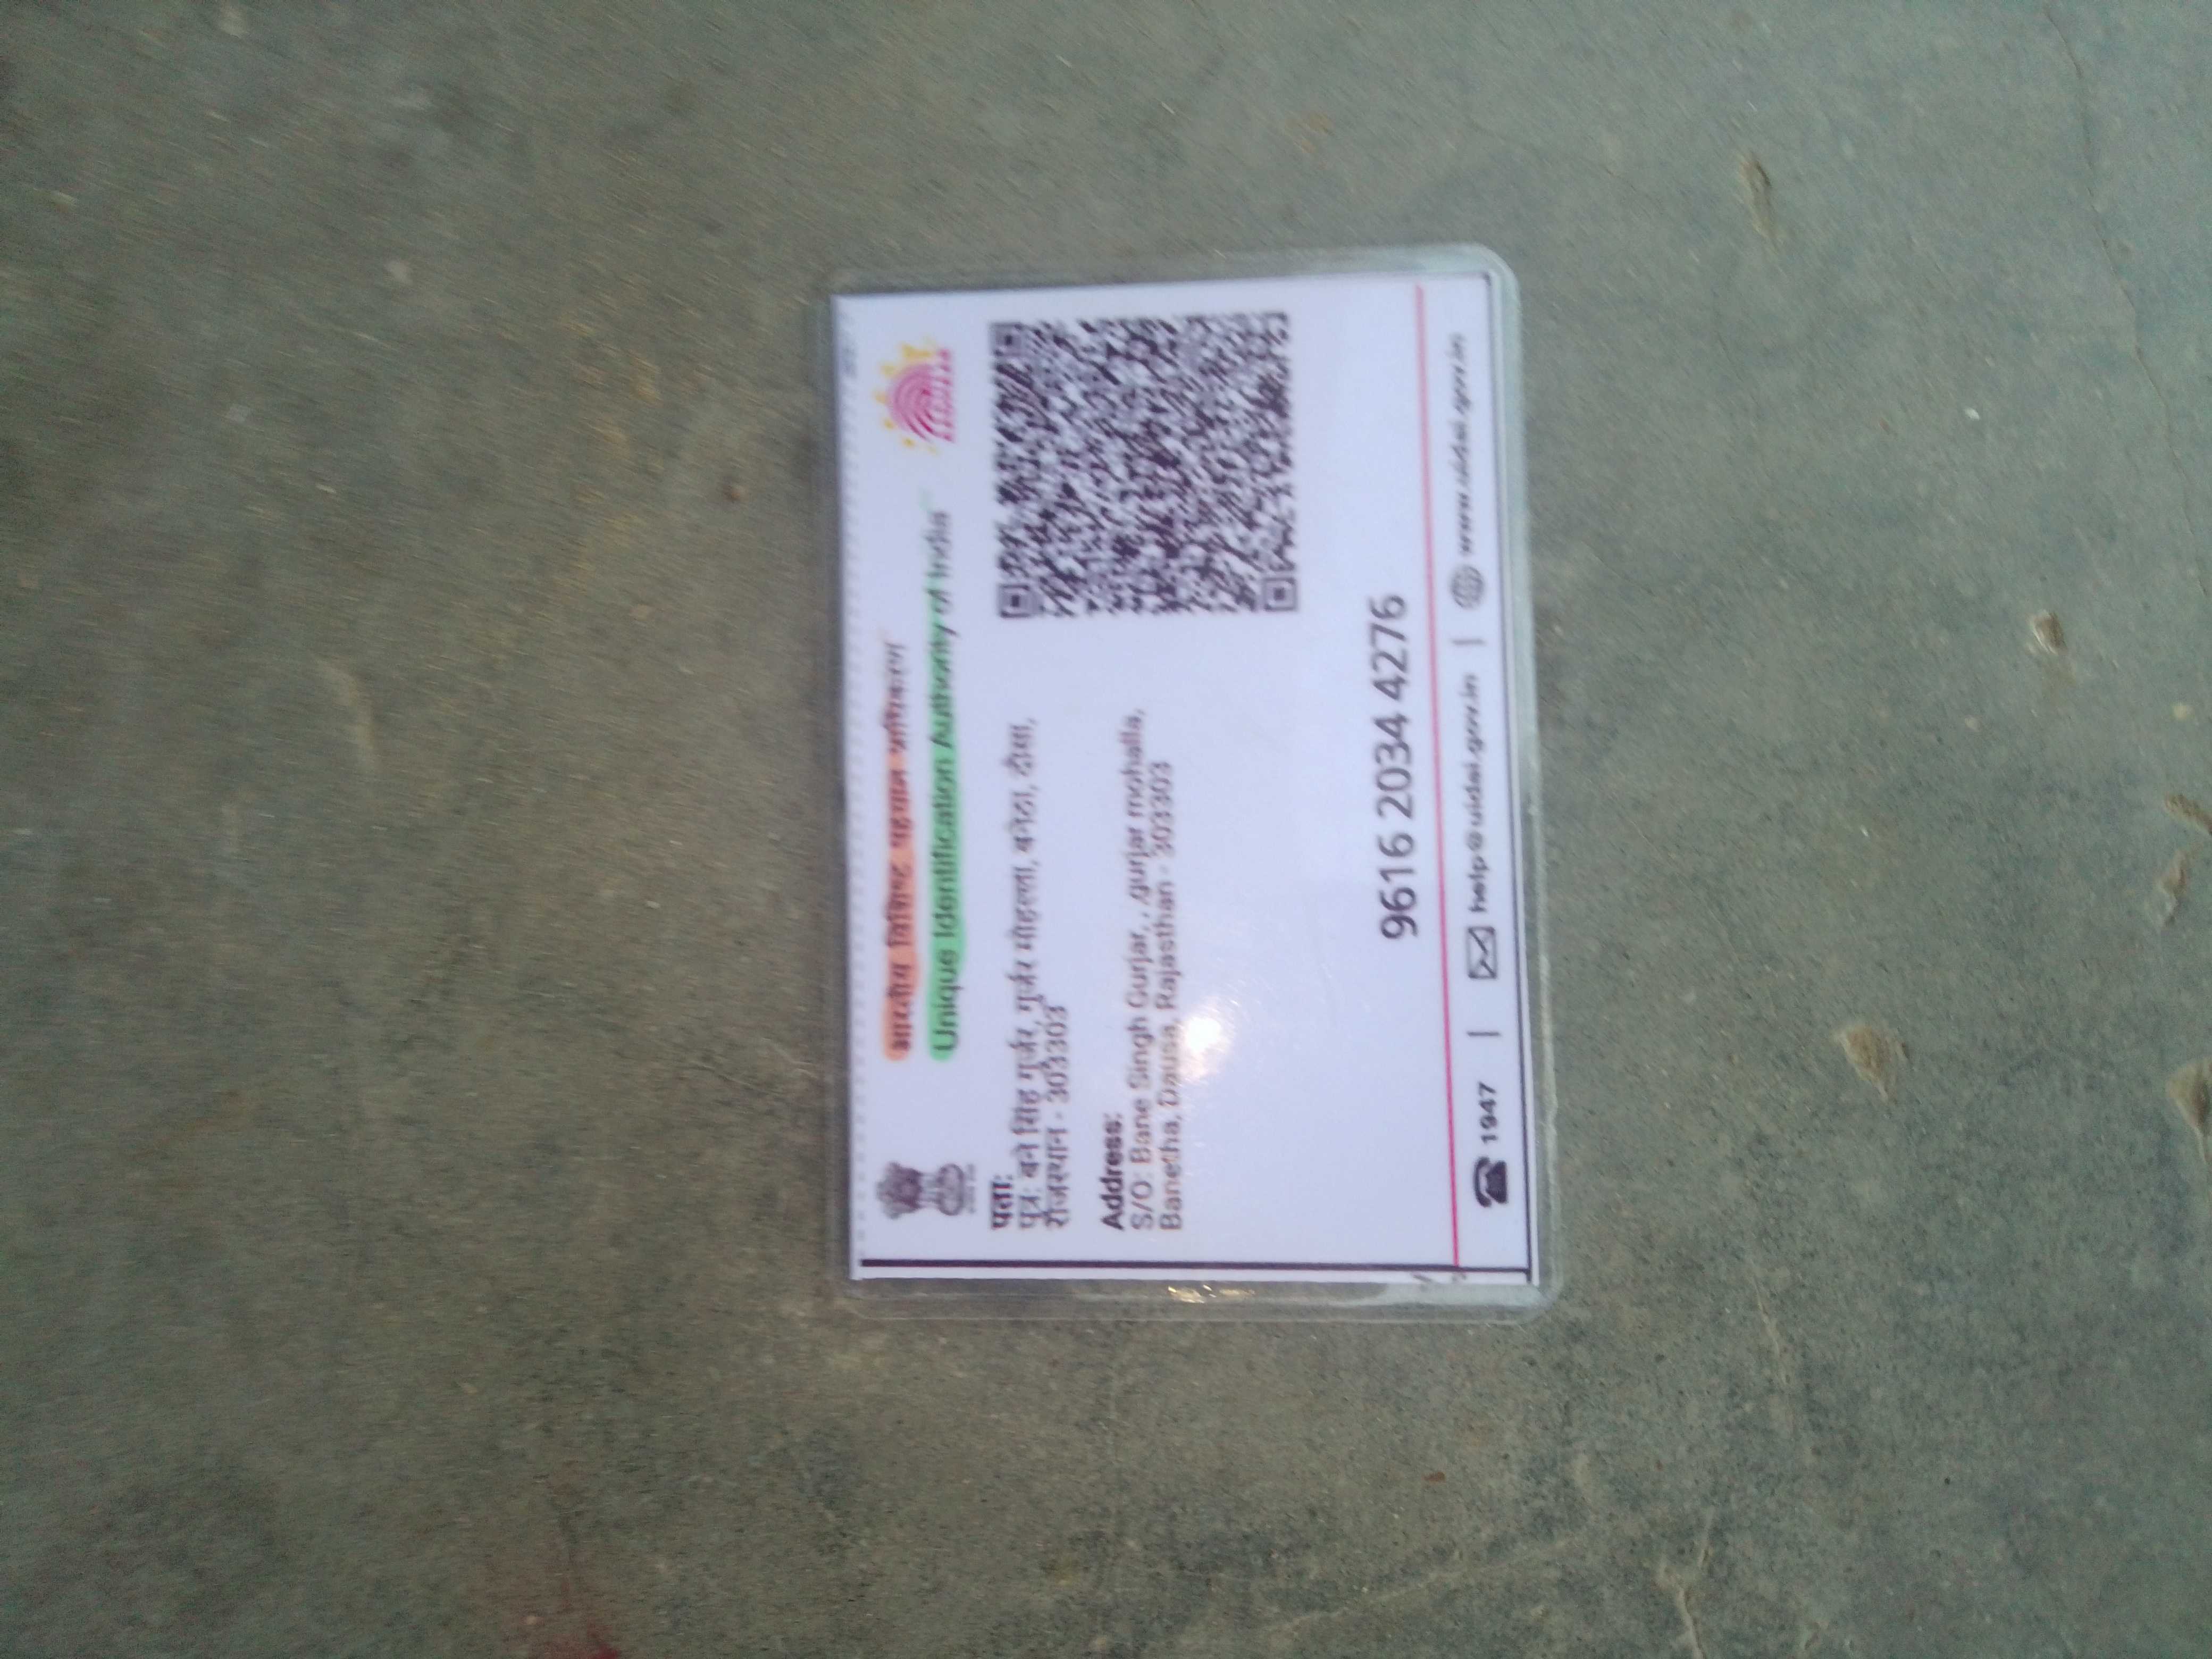 भारतीय विशिष्ट पहचान प्राधिकरण
Unique Identification Authority of India
पता:
पुत्र: बने सिंह गुर्जर, गुर्जर मोहल्ला, बनेठा, दौसा,
राजस्थान - 303303
Address:
S/O: Bane Singh Gurjar, , gurjar mohalla,
Banetha, Dausa, Rajasthan - 303303
9616 2034 4276
1947 | help@uidai.gov.in | www.uidai.gov.in